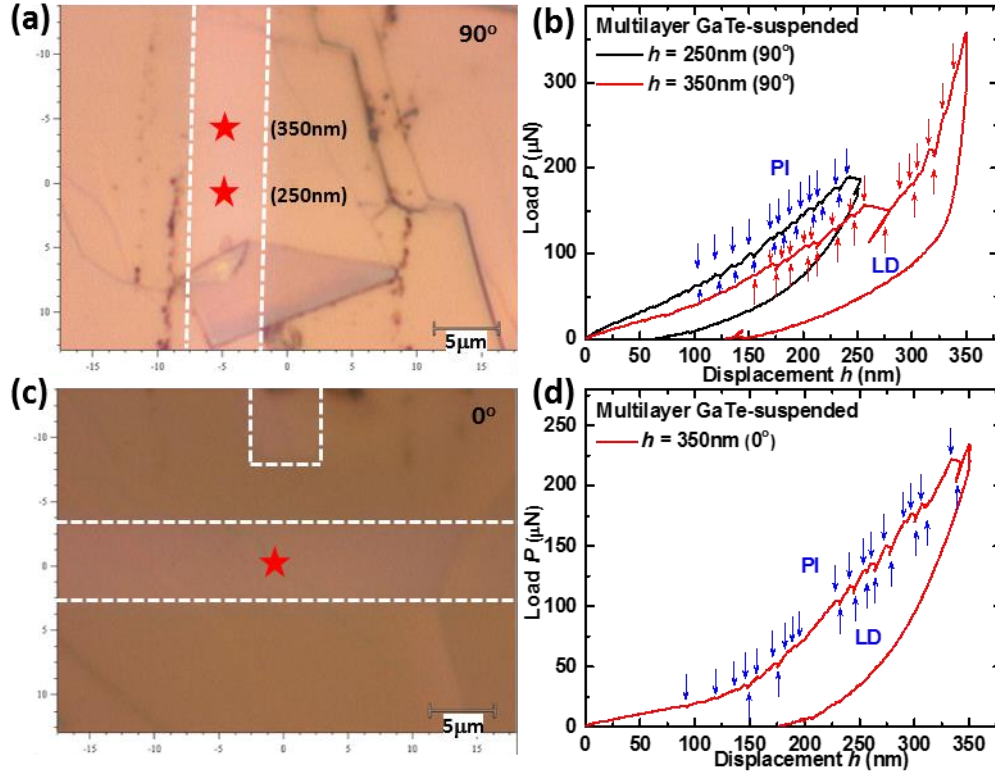 (a)
90°
(350nm)
(250nm)
5μm
-10
-5
0
5
10
-15
-10
-5
0
5
10
15
(b)
Multilayer GaTe-suspended
h = 250nm (90°)
h = 350nm (90°)
PI
LD
Load P (μN)
300
200
100
0
0 50 100 150 200 250 300 350
Displacement h (nm)
(c)
0°
5μm
-10
-5
0
5
10
-15
-10
-5
0
5
10
15
(d)
Multilayer GaTe-suspended
h = 350nm (0°)
PI
LD
Load P (μN)
250
200
150
100
50
0
0 50 100 150 200 250 300 350
Displacement h (nm)